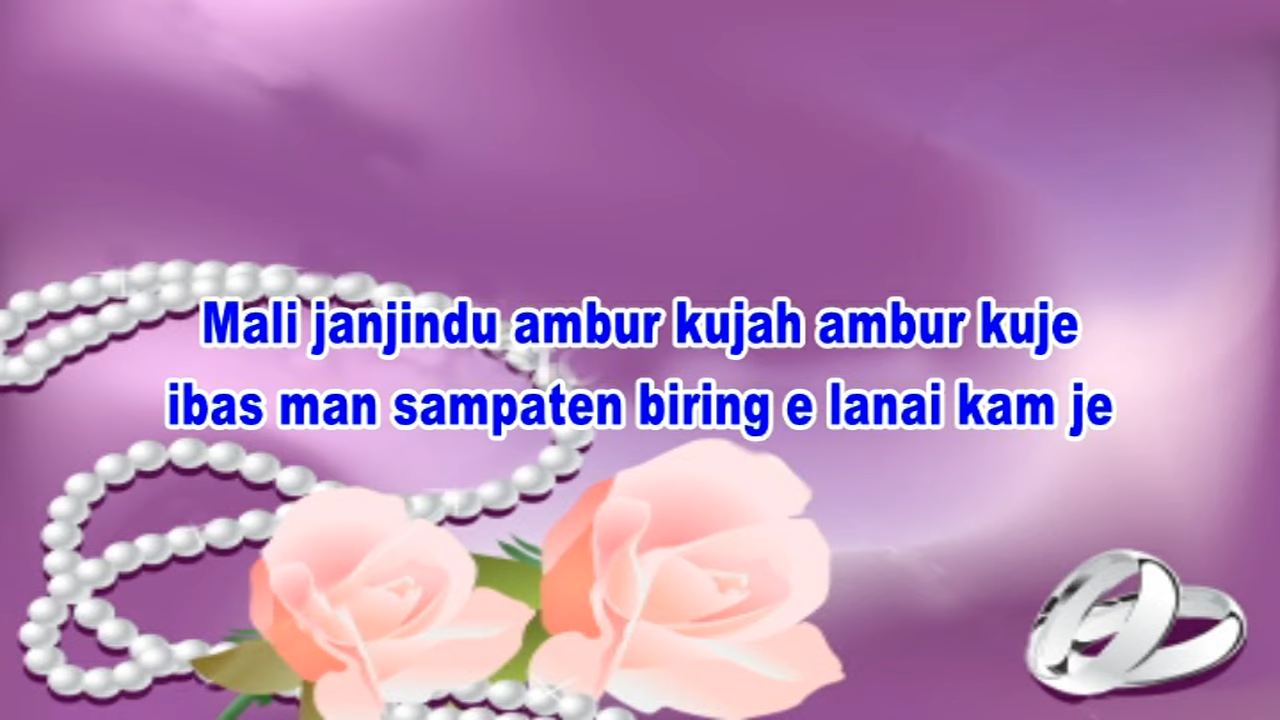 Mali janjindu ambur kujah ambur kuje
ibas man sampaten biring e lanai kam je